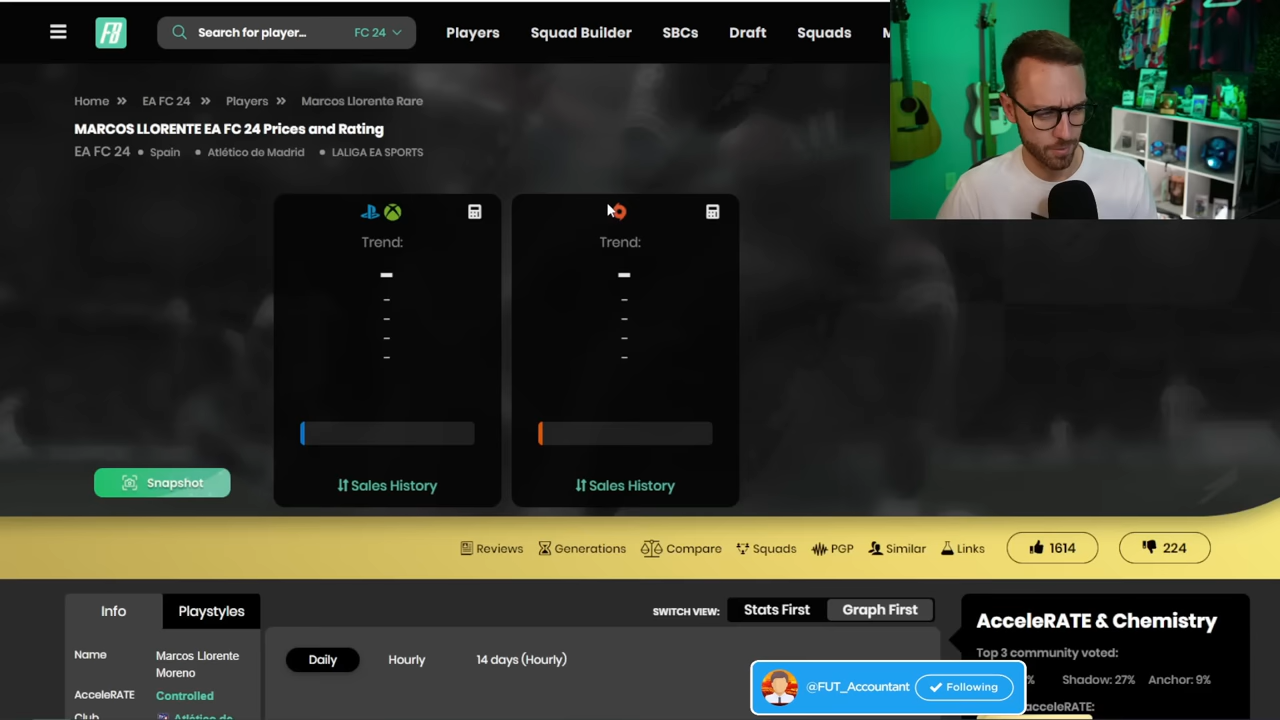 FB
Search for player...
FC 24
Players
Squad Builder
SBCs
Draft
Squads
Home » EA FC 24 » Players » Marcos Llorente Rare
MARCOS LLORENTE EA FC 24 Prices and Rating
EA FC 24 • Spain • Atlético de Madrid • LALIGA EA SPORTS
Trend:
Trend:
Sales History
Sales History
Snapshot
Reviews
Generations
Compare
Squads
PGP
Similar
Links
1614
224
Info
Playstyles
SWITCH VIEW:
Stats First
Graph First
AcceleRATE & Chemistry
Top 3 community voted:
Shadow: 27%
Anchor: 9%
Daily
Hourly
14 days (Hourly)
Name
Marcos Llorente
Moreno
AcceleRATE
Controlled
Club
Atlético de
@FUT_Accountant
Following